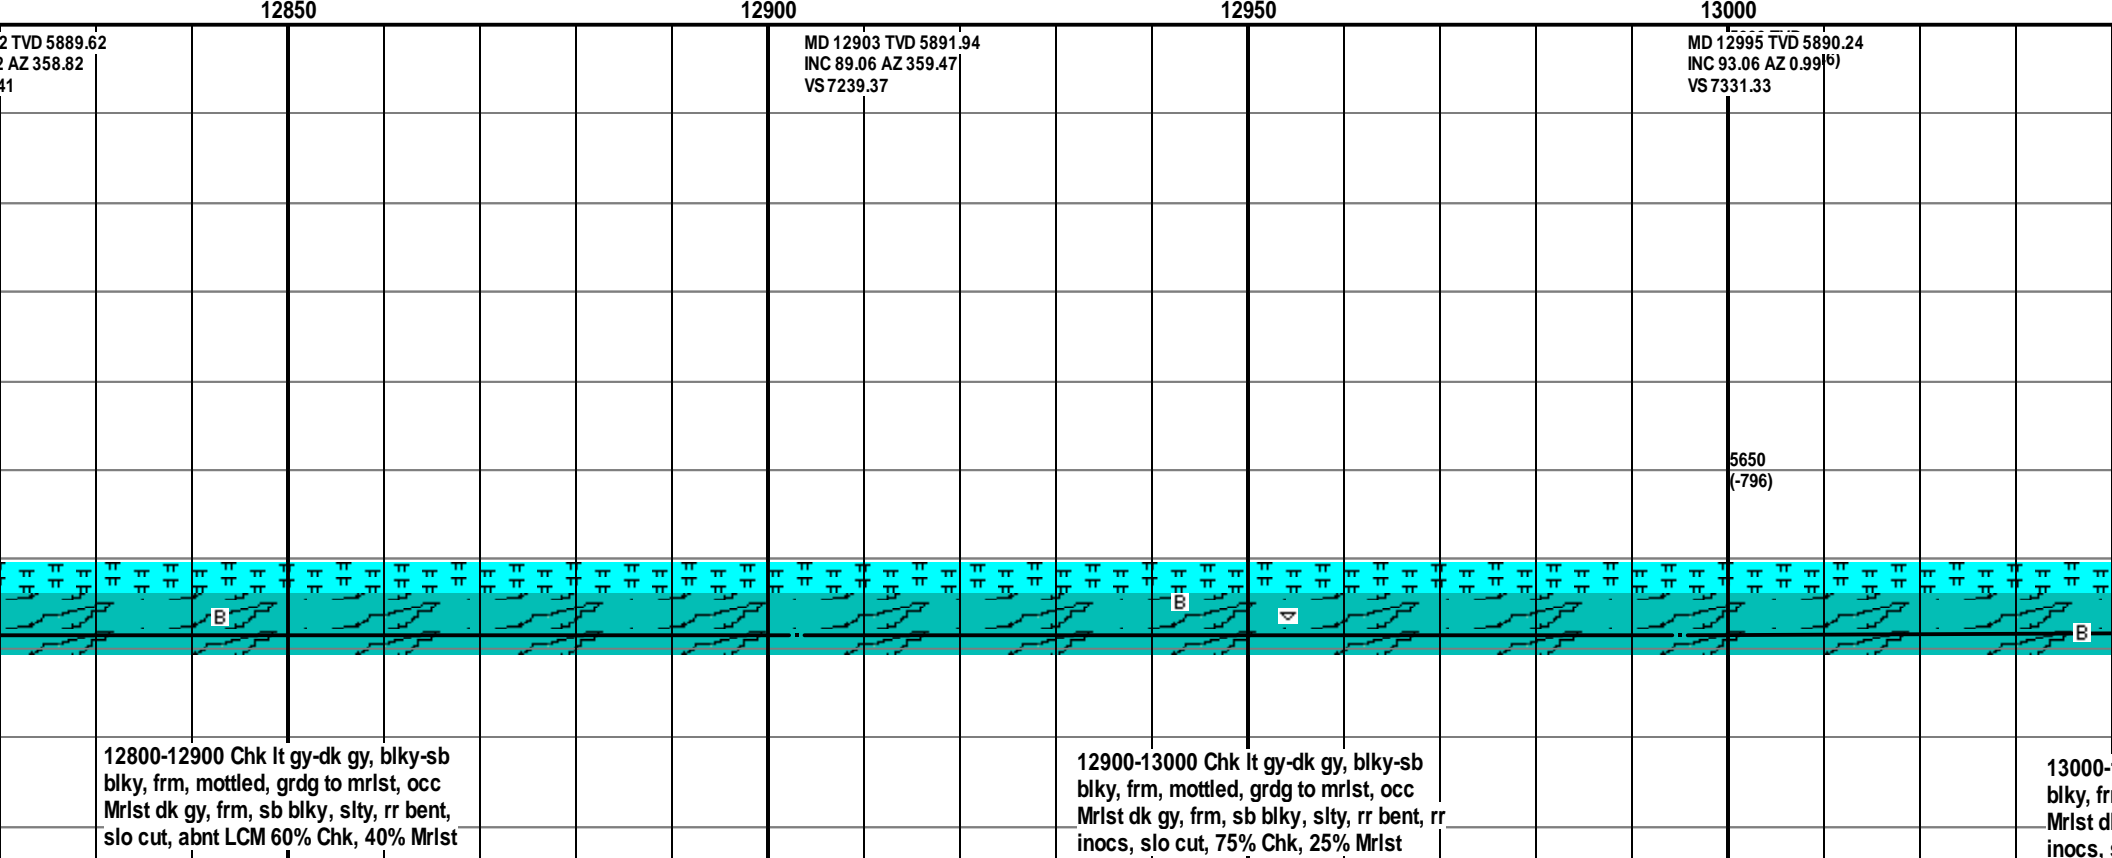 12850
12900
12950
13000
2 TVD 5889.62
2 AZ 358.82
41
MD 12903 TVD 5891.94
INC 89.06 AZ 359.47
VS 7239.37
MD 12995 TVD 5890.24
INC 93.06 AZ 0.99
VS 7331.33
5650
(-796)
B
B
B
12800-12900 Chk lt gy-dk gy, blky-sb
blky, frm, mottled, grdg to mrlst, occ
Mrlst dk gy, frm, sb blky, slty, rr bent,
slo cut, abnt LCM 60% Chk, 40% Mrlst
12900-13000 Chk lt gy-dk gy, blky-sb
blky, frm, mottled, grdg to mrlst, occ
Mrlst dk gy, frm, sb blky, slty, rr bent, rr
inocs, slo cut, 75% Chk, 25% Mrlst
13000-
blky, fr
Mrlst d
inocs,